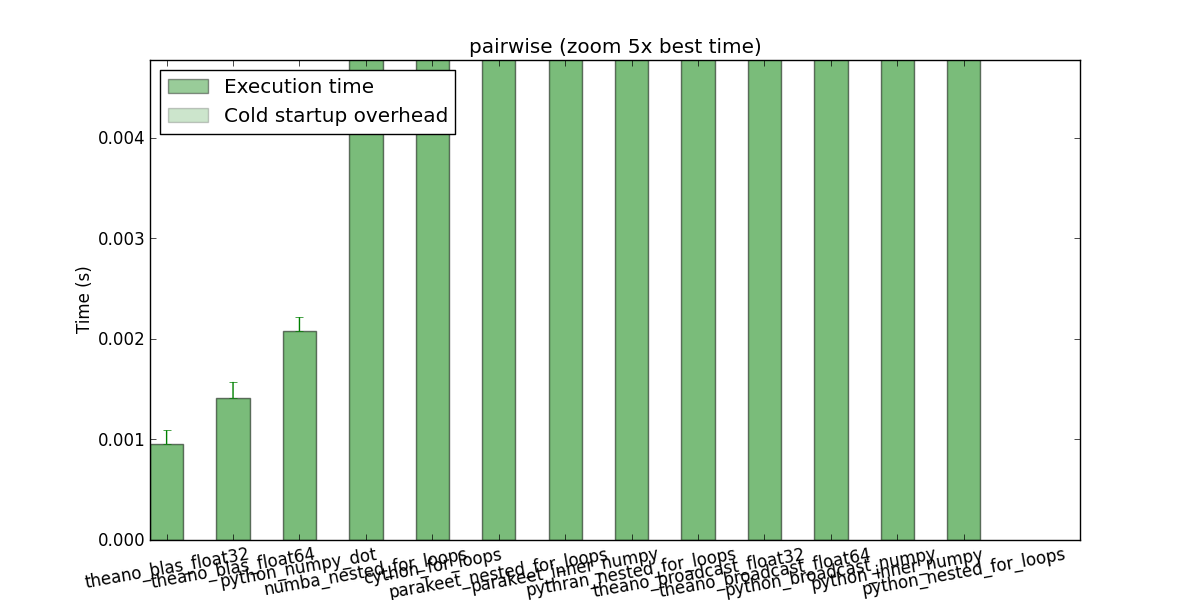 pairwise (zoom 5x best time)
Execution time
Cold startup overhead
Time (s)
0.004
0.003
0.002
0.001
0.000
theano_blas_float32
theano_blas_float64
python_numpy_dot
numba_nested_for_loops
cython_for_loops
parakeet_nested_for_loops
parakeet_inner_numpy
pythran_nested_for_loops
theano_broadcast_float32
theano_broadcast_float64
python_broadcast_numpy
python_inner_numpy
python_nested_for_loops